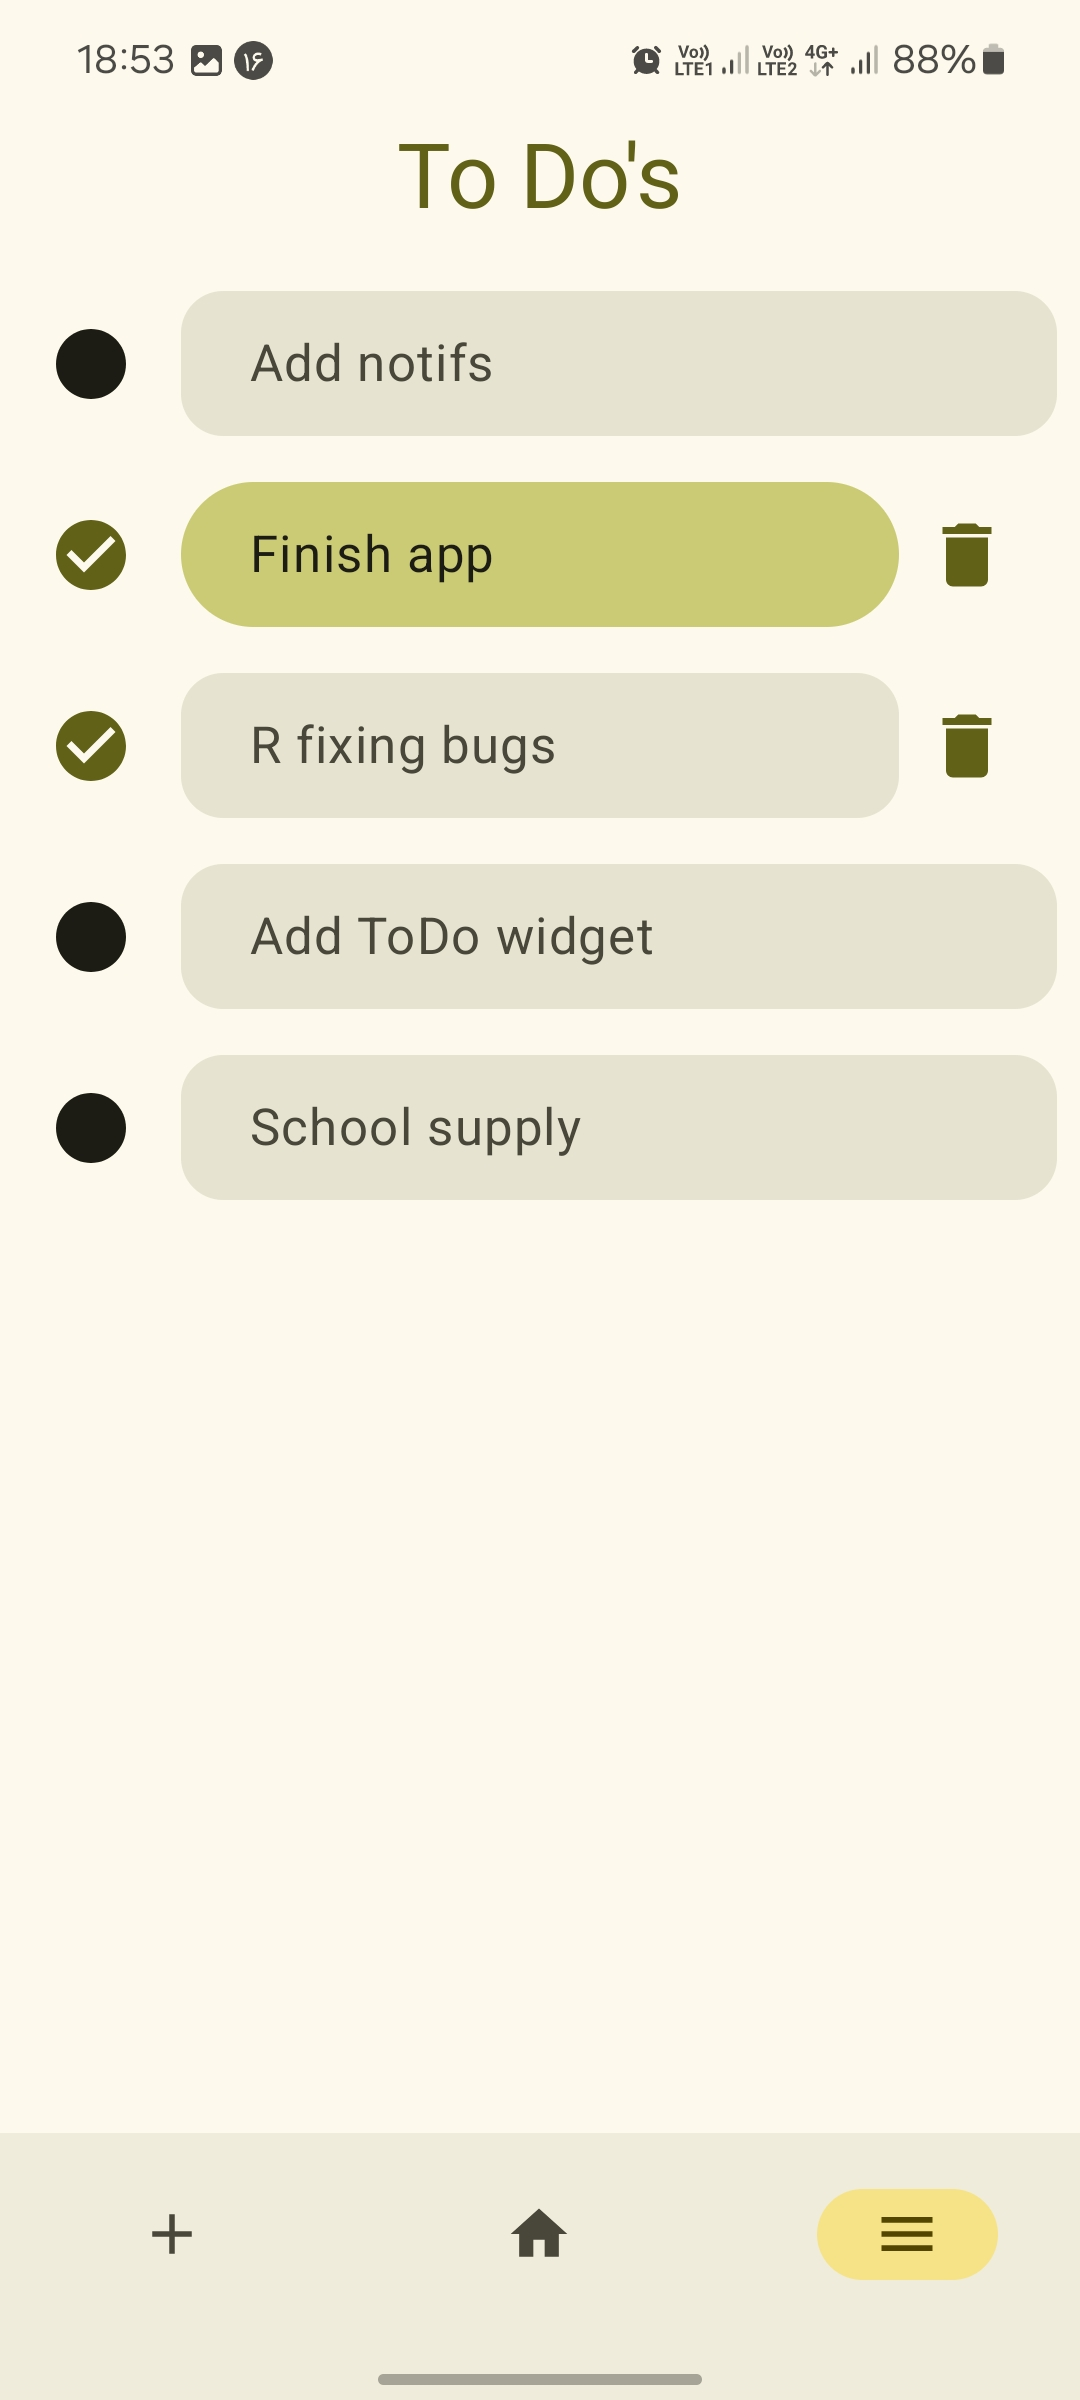 18:53 ۱۶ Vo)) LTE1 Vo)) LTE2 4G+ 88%
To Do's
Add notifs
Finish app
R fixing bugs
Add ToDo widget
School supply